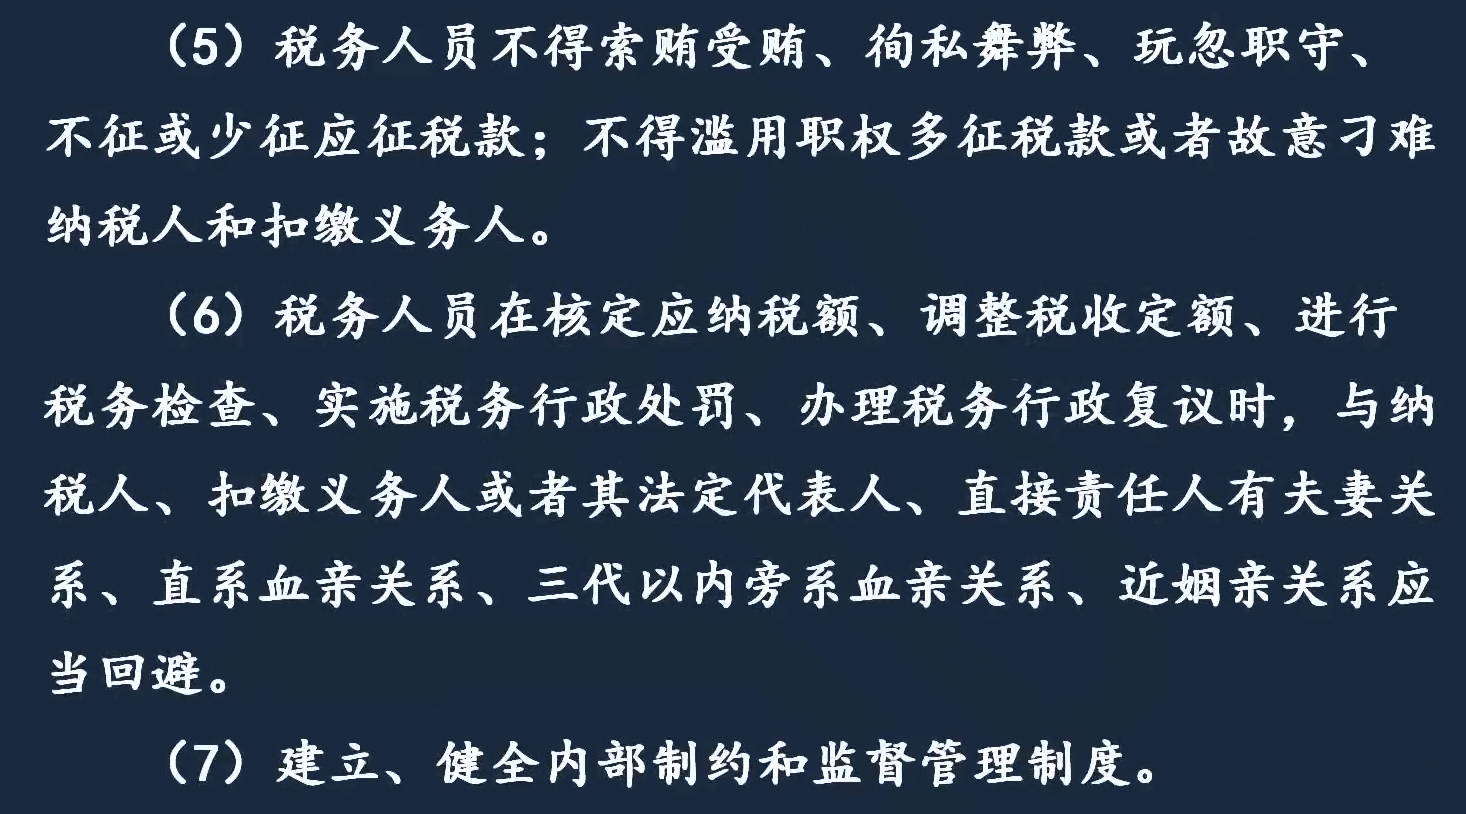 （5）税务人员不得索贿受贿、徇私舞弊、玩忽职守、
不征或少征应征税款；不得滥用职权多征税款或者故意刁难
纳税人和扣缴义务人。
（6）税务人员在核定应纳税额、调整税收定额、进行
税务检查、实施税务行政处罚、办理税务行政复议时，与纳
税人、扣缴义务人或者其法定代表人、直接责任人有夫妻关
系、直系血亲关系、三代以内旁系血亲关系、近姻亲关系应
当回避。
（7）建立、健全内部制约和监督管理制度。